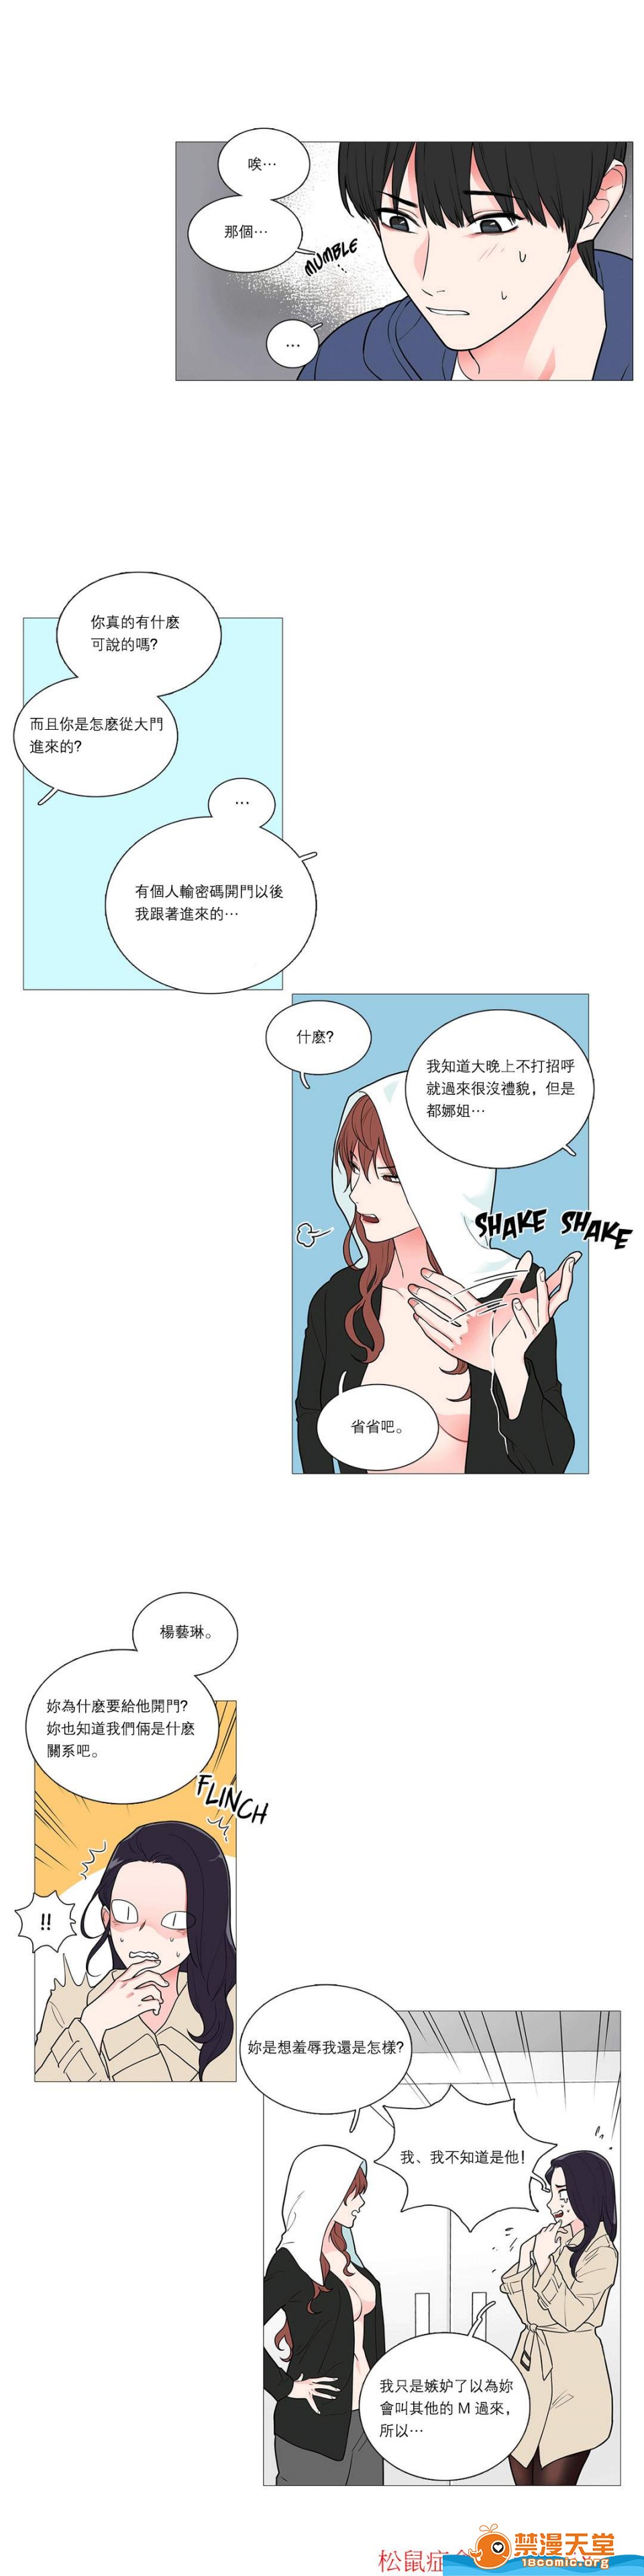 唉…
那個…
MUMBLE
…
你真的有什麽
可說的嗎?
而且你是怎麽從大門
進來的?
…
有個人輸密碼開門以後
我跟著進來的…
什麽?
我知道大晚上不打招呼
就過來很沒禮貌，但是
都娜姐…
SHAKE SHAKE
省省吧。
楊藝琳。
妳為什麽要給他開門?
妳也知道我們倆是什麽
關系吧。
FLINCH
!!
妳是想羞辱我還是怎樣?
我、我不知道是他!
我只是嫉妒了以為妳
會叫其他的 M 過來，
所以…
松鼠症
禁漫天堂
18comic.org